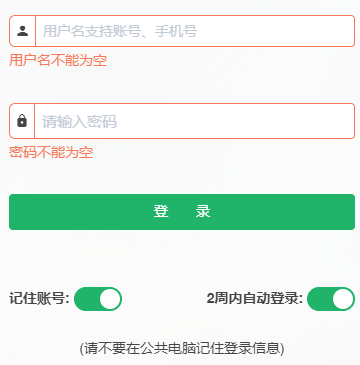 用户名支持账号、手机号
用户名不能为空
请输入密码
密码不能为空
登 录
记住账号: 2周内自动登录:
(请不要在公共电脑记住登录信息)